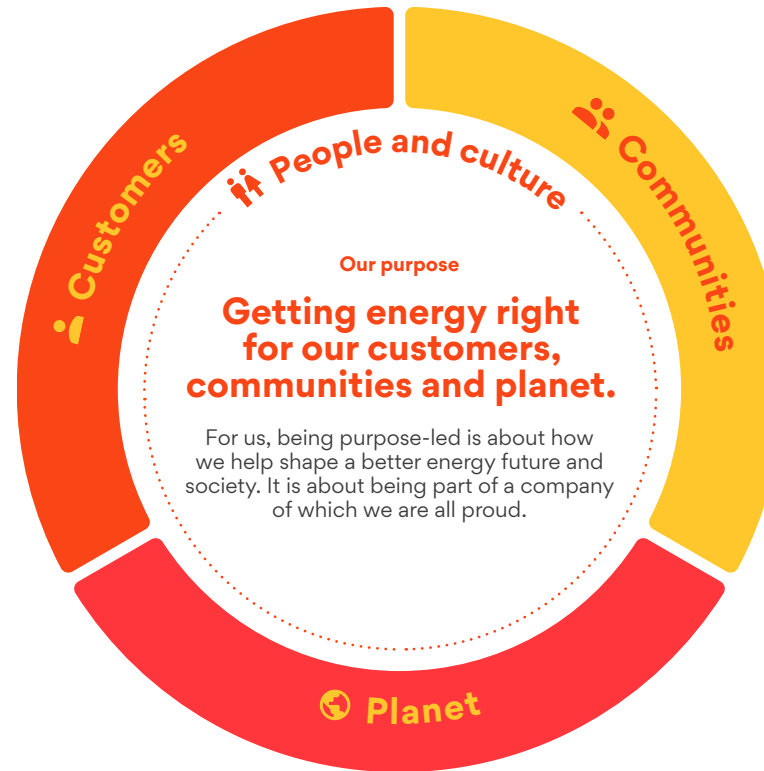 Customers
Communities
People and culture
Our purpose
Getting energy right
for our customers,
communities and planet.
For us, being purpose-led is about how
we help shape a better energy future and
society. It is about being part of a company
of which we are all proud.
Planet